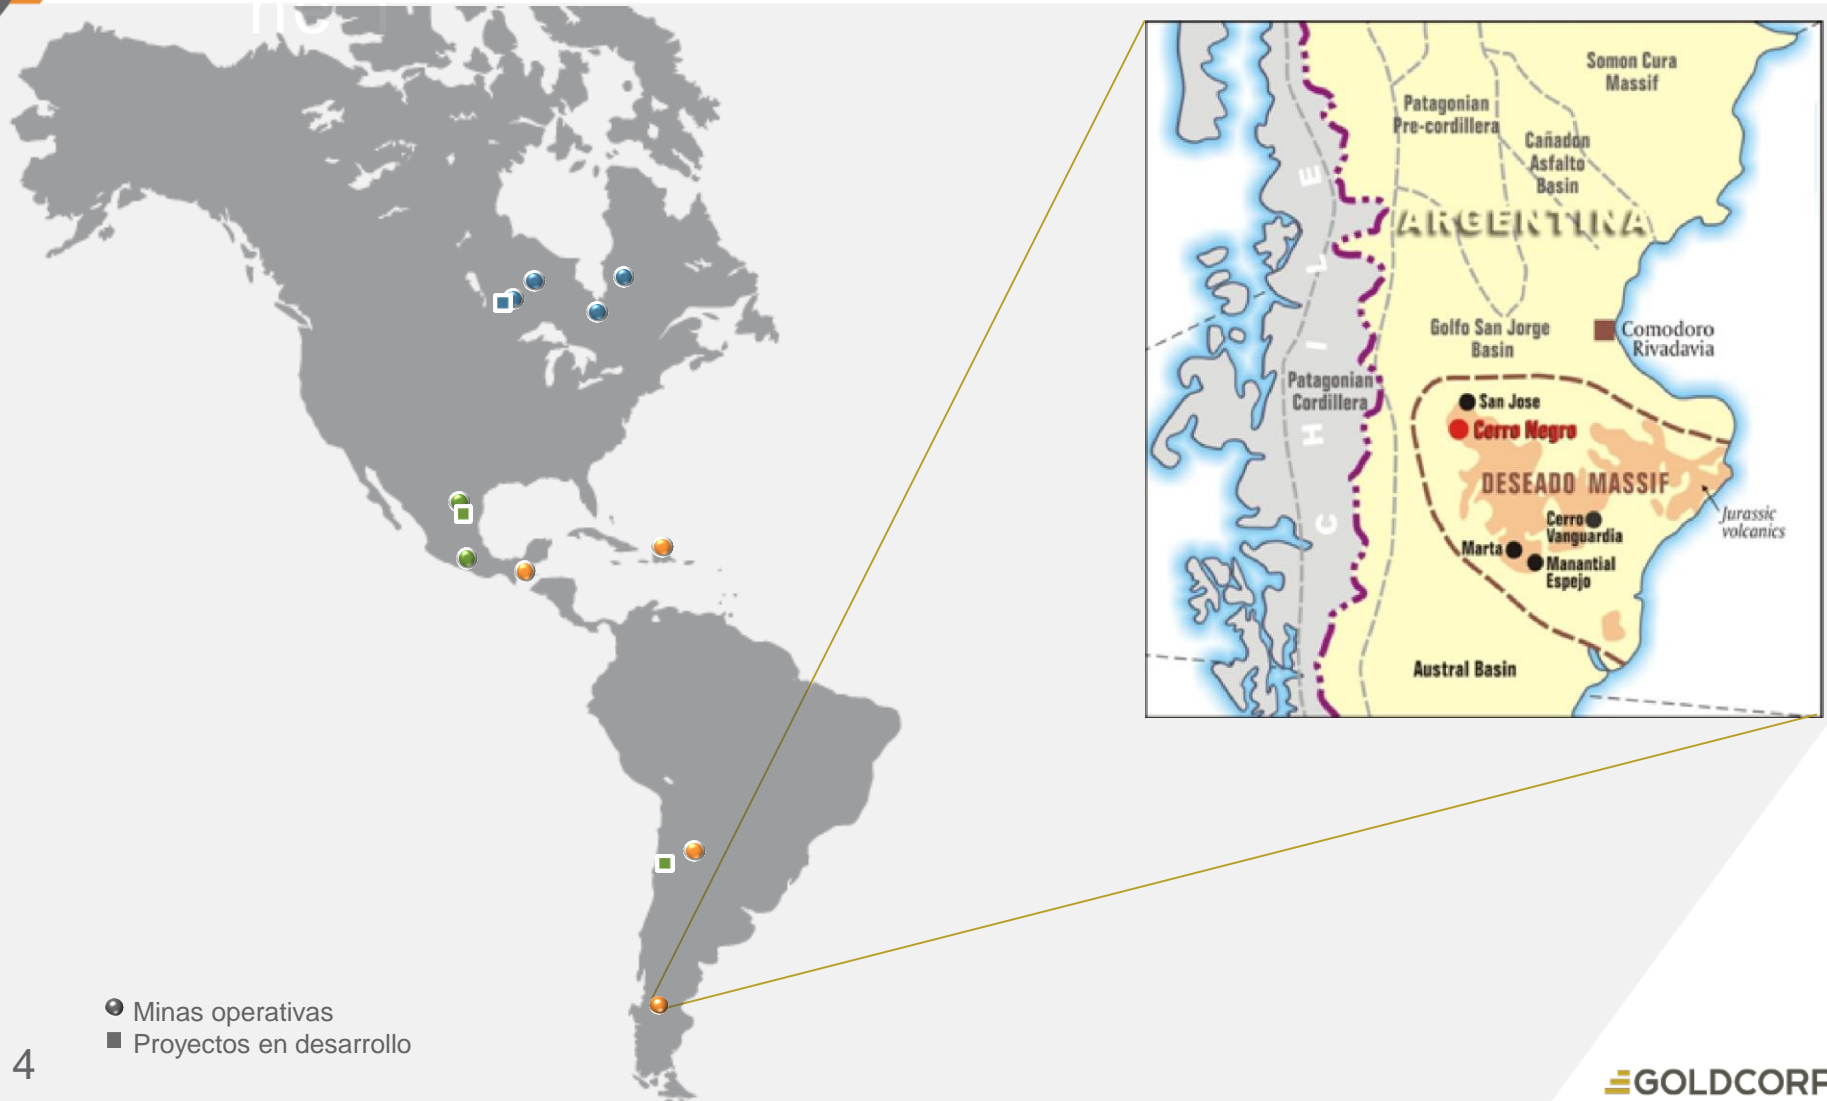 Somon Cura
Massif
Patagonian
Pre-cordillera
Cañadon
Asfalto
Basin
ARGENTINA
CHILE
Golfo San Jorge
Basin
Comodoro
Rivadavia
Patagonian
Cordillera
San Jose
Cerro Negro
DESEADO MASSIF
Jurassic
volcanics
Cerro
Vanguardia
Marta
Manantial
Espejo
Austral Basin
Minas operativas
Proyectos en desarrollo
4
GOLDCORP